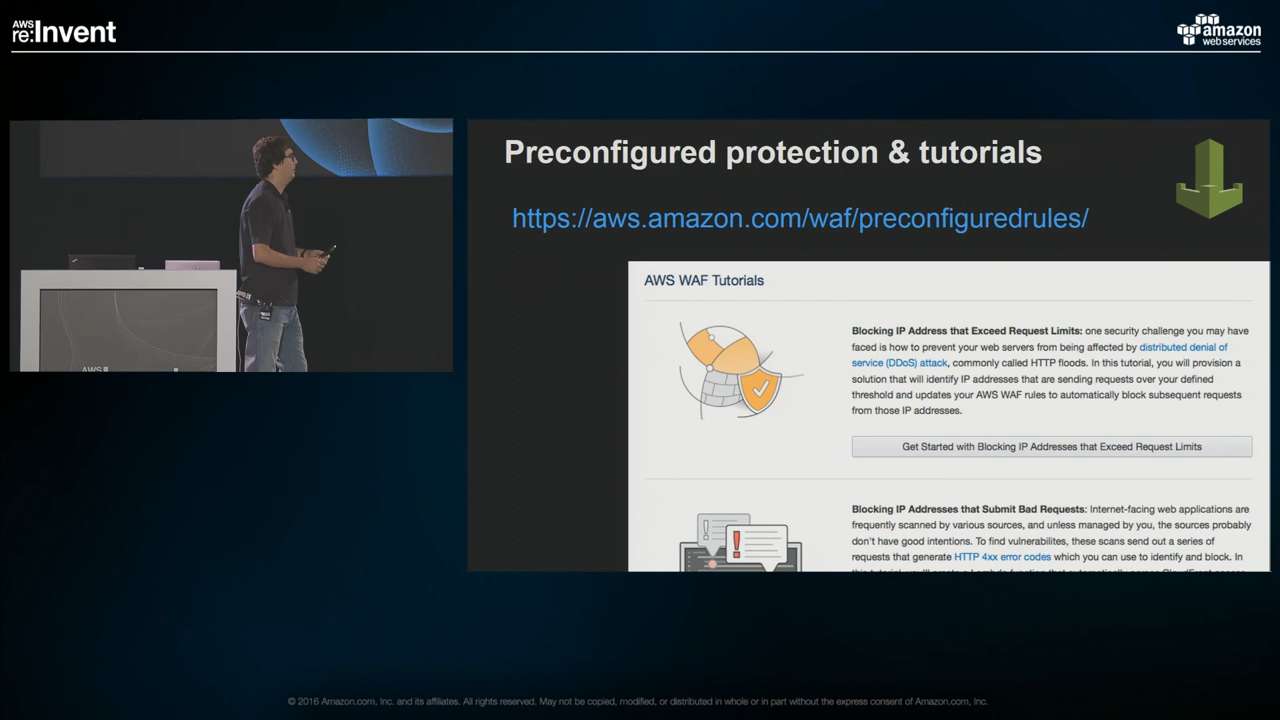 AWS
re:Invent
amazon
web services
Preconfigured protection & tutorials
https://aws.amazon.com/waf/preconfiguredrules/
AWS WAF Tutorials
Blocking IP Address that Exceed Request Limits: one security challenge you may have
faced is how to prevent your web servers from being affected by distributed denial of
service (DDoS) attack, commonly called HTTP floods. In this tutorial, you will provision a
solution that will identify IP addresses that are sending requests over your defined
threshold and updates your AWS WAF rules to automatically block subsequent requests
from those IP addresses.
Get Started with Blocking IP Addresses that Exceed Request Limits
Blocking IP Addresses that Submit Bad Requests: Internet-facing web applications are
frequently scanned by various sources, and unless managed by you, the sources probably
don't have good intentions. To find vulnerabilites, these scans send out a series of
requests that generate HTTP 4xx error codes which you can use to identify and block. In
AWS
© 2016 Amazon.com, Inc. and its affiliates. All rights reserved. May not be copied, modified, or distributed in whole or in part without the express consent of Amazon.com, Inc.